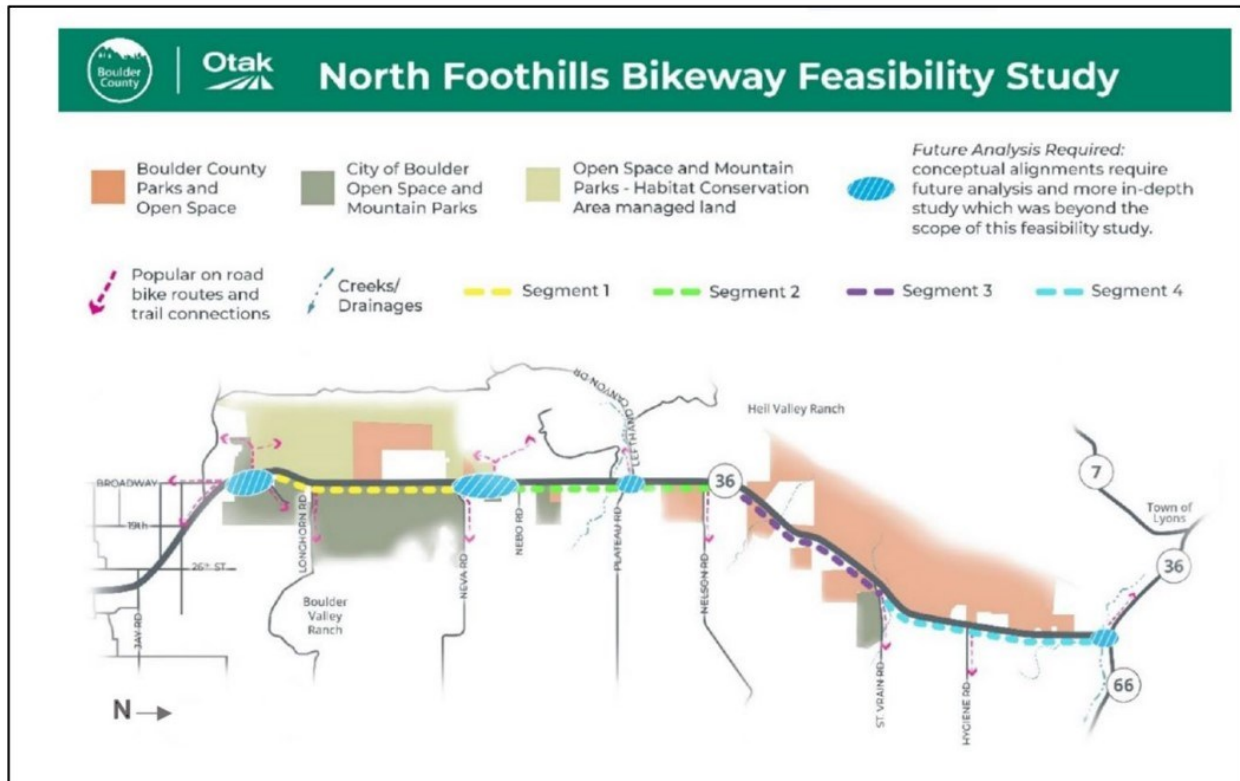 Boulder
County
Otak
North Foothills Bikeway Feasibility Study
Boulder County
Parks and
Open Space
City of Boulder
Open Space and
Mountain Parks
Open Space and Mountain
Parks - Habitat Conservation
Area managed land
Future Analysis Required:
conceptual alignments require
future analysis and more in-depth
study which was beyond the
scope of this feasibility study.
Popular on road
bike routes and
trail connections
Creeks/
Drainages
Segment 1
Segment 2
Segment 3
Segment 4
LEFTHAND CANYON DR
Hell Valley Ranch
7
BROADWAY
36
Town of
Lyons
19th
LONGHORN RD
NEBO RD
26th ST
NEVA RD
PLATEAU RD
NELSON RD
36
Boulder
Valley
Ranch
JAY RD
ST. VRAIN RD
HYGIENE RD
66
N